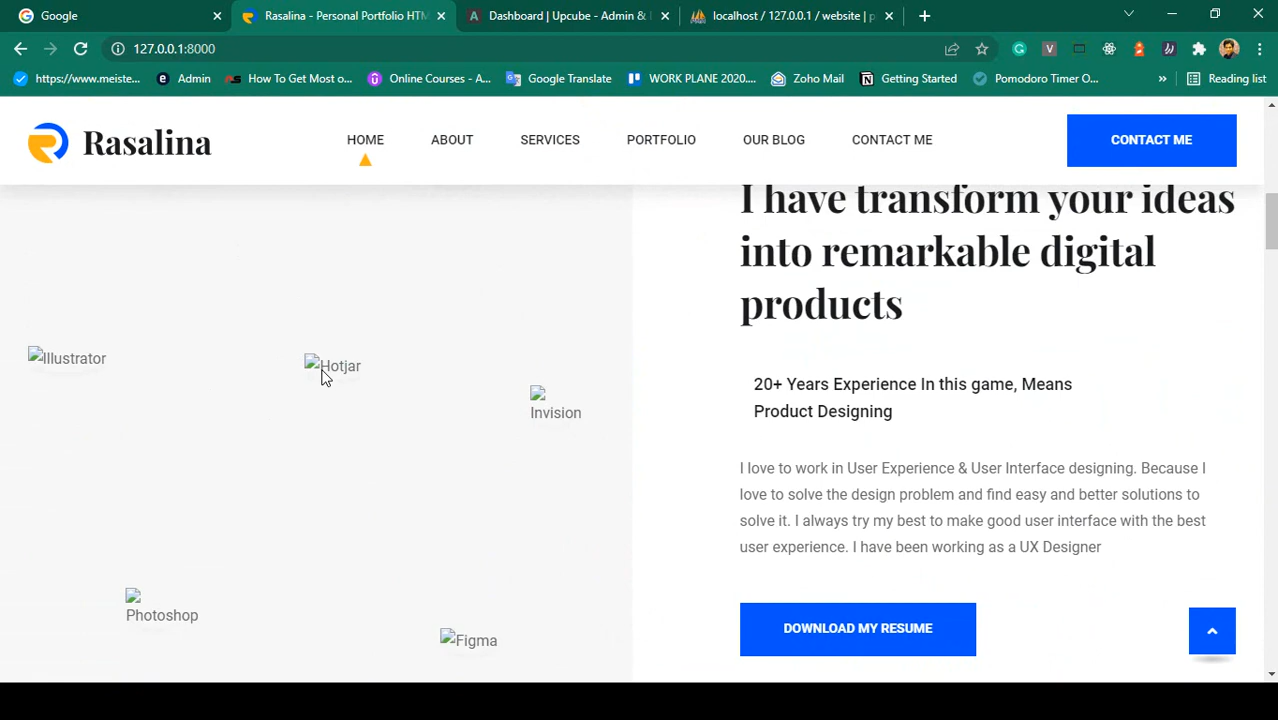 Google
Rasalina - Personal Portfolio HTM
Dashboard | Upcube - Admin &
localhost / 127.0.0.1 / website | p
127.0.0.1:8000
https://www.meiste...
Admin
How To Get Most o...
Online Courses - A...
Google Translate
WORK PLANE 2020....
Zoho Mail
Getting Started
Pomodoro Timer O...
Reading list
Rasalina
HOME
ABOUT
SERVICES
PORTFOLIO
OUR BLOG
CONTACT ME
CONTACT ME
I have transform your ideas
into remarkable digital
products
Illustrator
Hotjar
Invision
20+ Years Experience In this game, Means
Product Designing
I love to work in User Experience & User Interface designing. Because I
love to solve the design problem and find easy and better solutions to
solve it. I always try my best to make good user interface with the best
user experience. I have been working as a UX Designer
Photoshop
Figma
DOWNLOAD MY RESUME